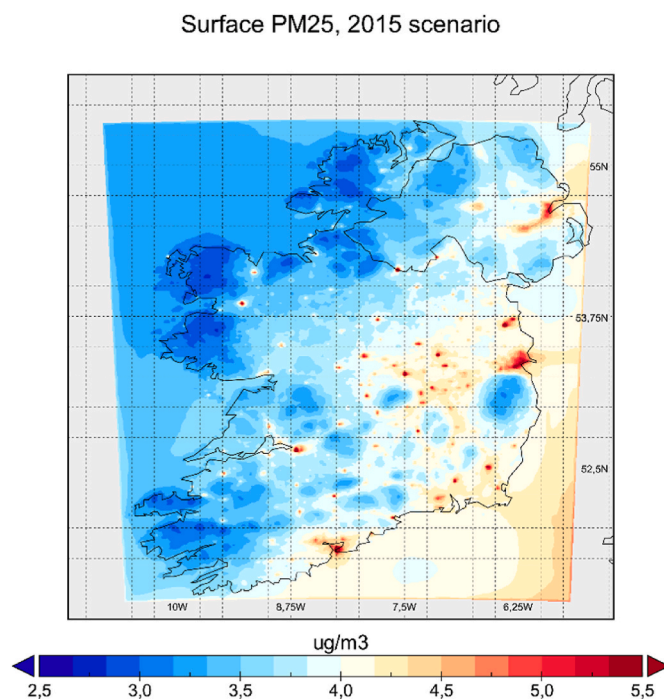 Surface PM25, 2015 scenario
55N
53,75N
52,5N
10W 8,75W 7,5W 6,25W
ug/m3
2,5 3,0 3,5 4,0 4,5 5,0 5,5